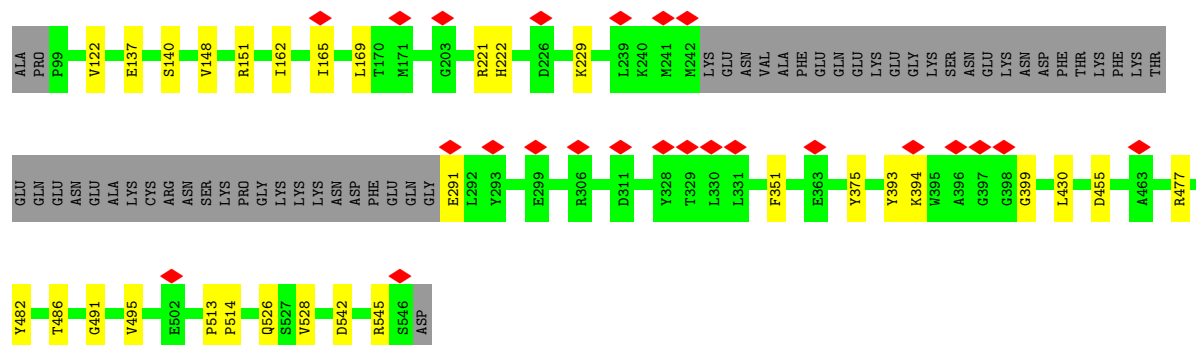 ALA PRO P99 V122 E137 S140 V148 R151 I162 I165 L169 T170 M171 G203 R221 H222 D226 K229 L239 K240 M241 M242 LYS GLU ASN VAL ALA PHE GLU GLN GLU LYS GLU GLY LYS SER ASN GLU LYS ASN ASP PHE THR LYS PHE LYS THR
GLU GLN GLU ASN GLU ALA LYS CYS ARG ASN SER LYS PRO GLY LYS LYS LYS ASN ASP PHE GLU GLN GLY E291 L292 Y293 E299 R306 D311 Y328 T329 L330 L331 F351 E363 Y375 Y393 K394 W395 A396 G397 G398 G399 L430 D455 A463 R477
Y482 T486 G491 V495 E502 P513 P514 Q526 S527 V528 D542 R545 S546 ASP